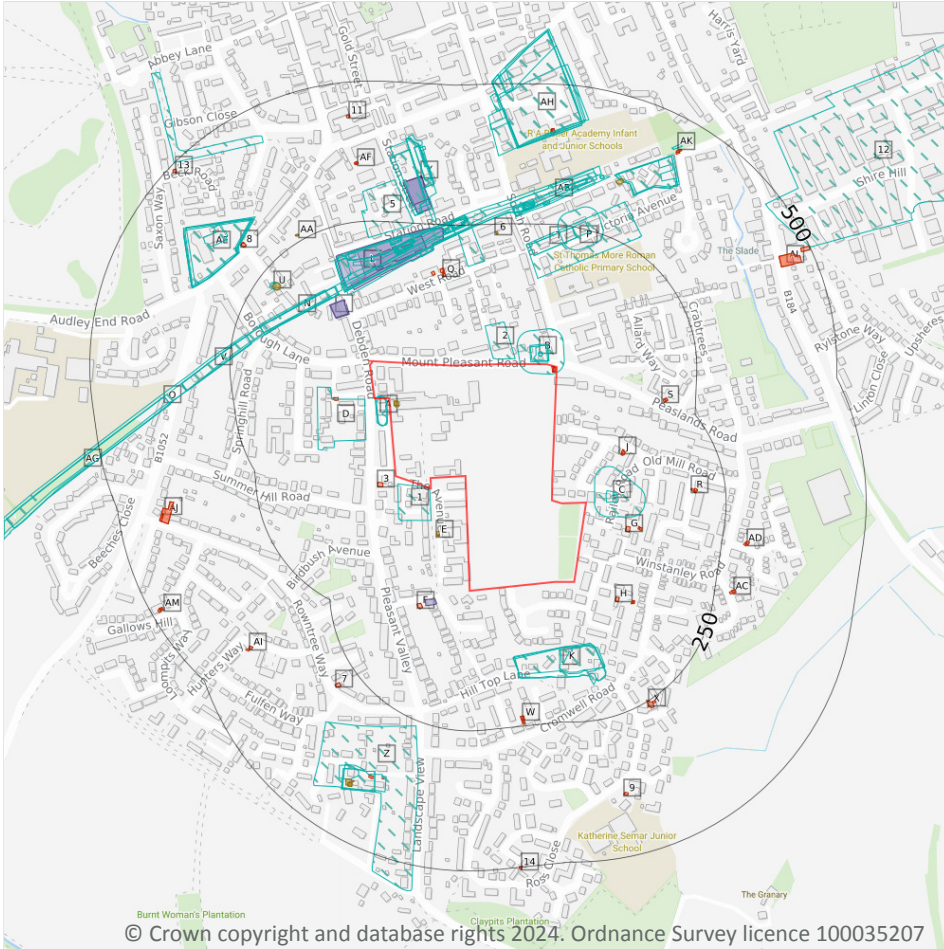 Harris Yard
Gold Street
Abbey Lane
11
AH
Gibson Close
R A Butler Academy Infant
and Junior Schools
AK
12
AF
13
Shire Hill
Saxon Way
5
Station Road
Victoria Avenue
500
AA
6
P
8
The Slade
St Thomas More Roman
Catholic Primary School
AL
Q
West Road
U
B184
N
Audley End Road
Borough Lane
Debden Road
Allard Way
Crabtrees
Rylstone Way
2
B
V
Mount Pleasant Road
Linton Close
O
S
Peaslands Road
Springhill Road
D
B1052
J
Old Mill Road
AG
Summer Hill Road
3
The Avenue
1
C
R
AJ
G
Beeches Close
E
AD
Birdbush Avenue
Winstanley Road
AC
H
AM
F
Gallows Hill
Rowntree Way
Pleasant Valley
250
AI
Hunters Way
K
7
Hill Top Lane
Fulfen Way
X
W
Cromwell Road
Z
Landscape View
9
Katherine Semar Junior
School
14
Ross Close
The Granary
Burnt Woman's Plantation
Claypits Plantation
© Crown copyright and database rights 2024. Ordnance Survey licence 100035207